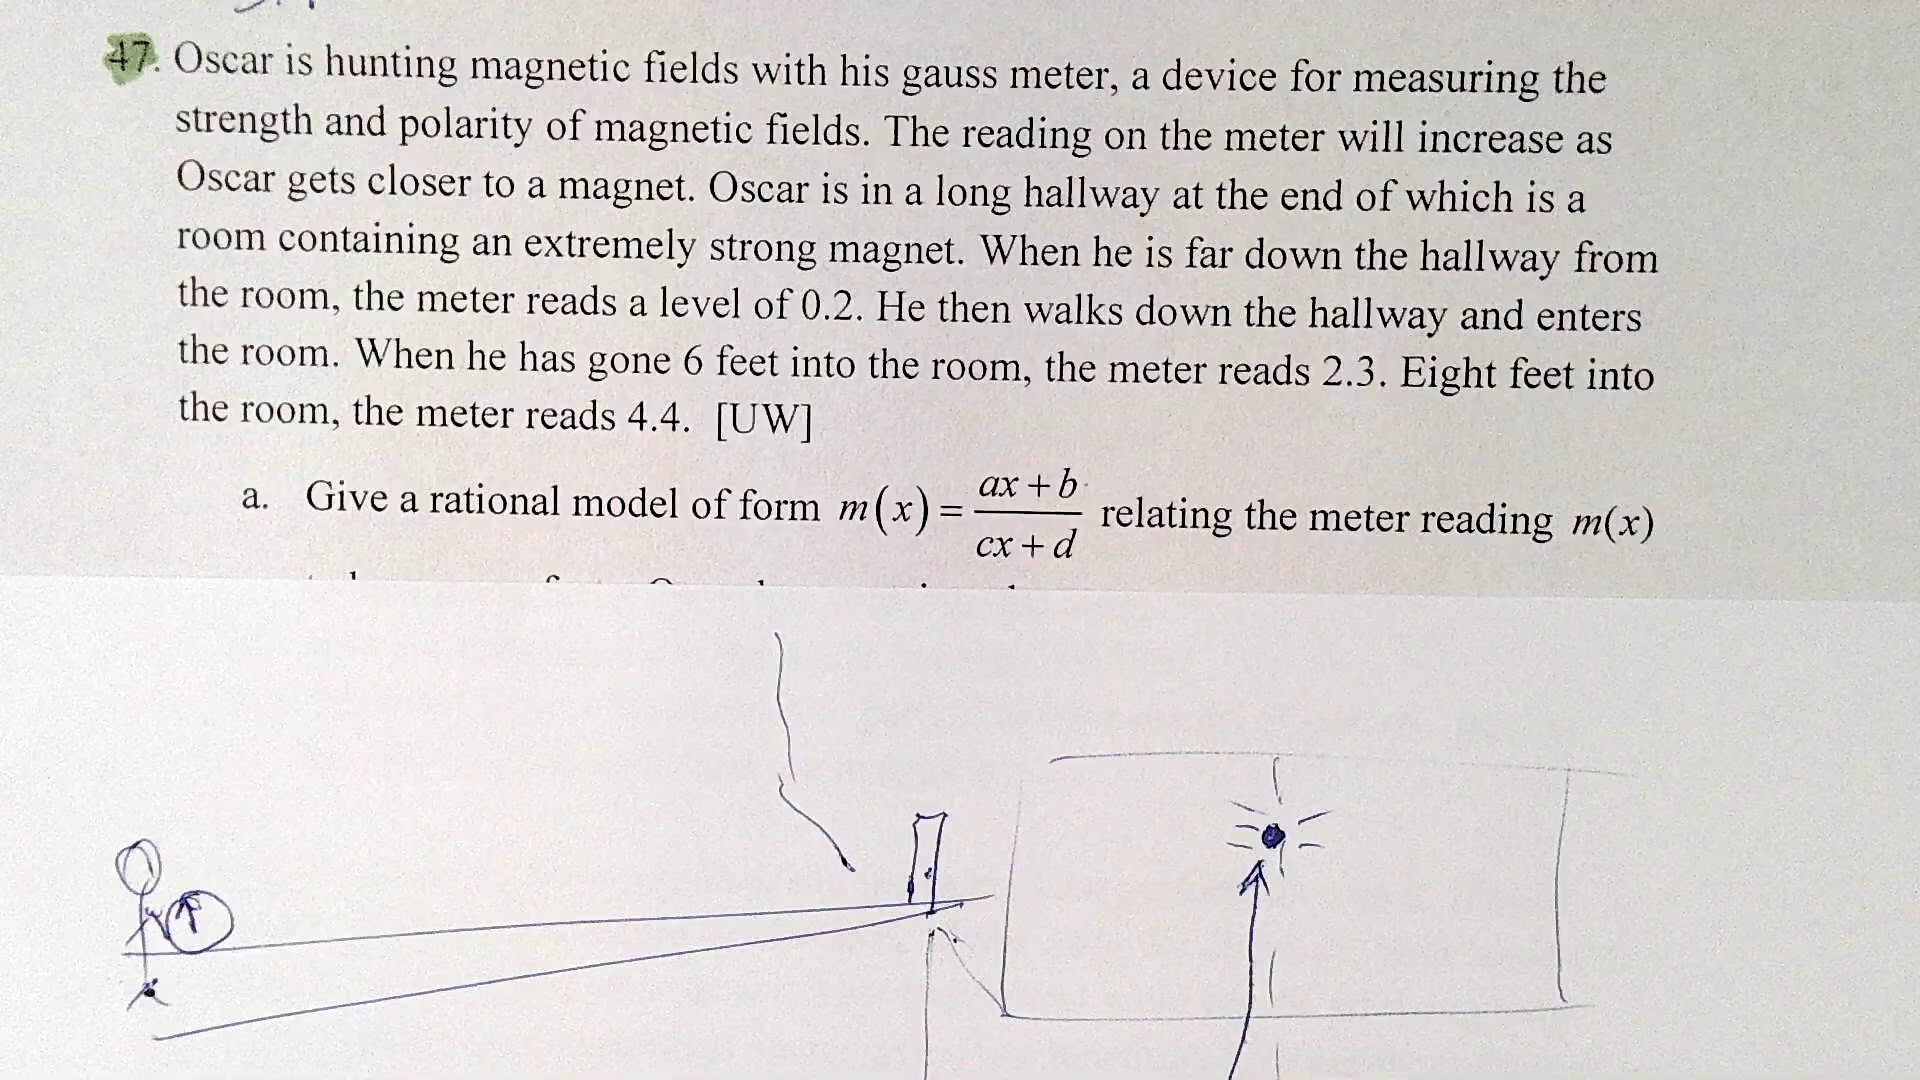 47. Oscar is hunting magnetic fields with his gauss meter, a device for measuring the
strength and polarity of magnetic fields. The reading on the meter will increase as
Oscar gets closer to a magnet. Oscar is in a long hallway at the end of which is a
room containing an extremely strong magnet. When he is far down the hallway from
the room, the meter reads a level of 0.2. He then walks down the hallway and enters
the room. When he has gone 6 feet into the room, the meter reads 2.3. Eight feet into
the room, the meter reads 4.4. [UW]
a. Give a rational model of form m(x) = (ax + b)/(cx + d) relating the meter reading m(x)